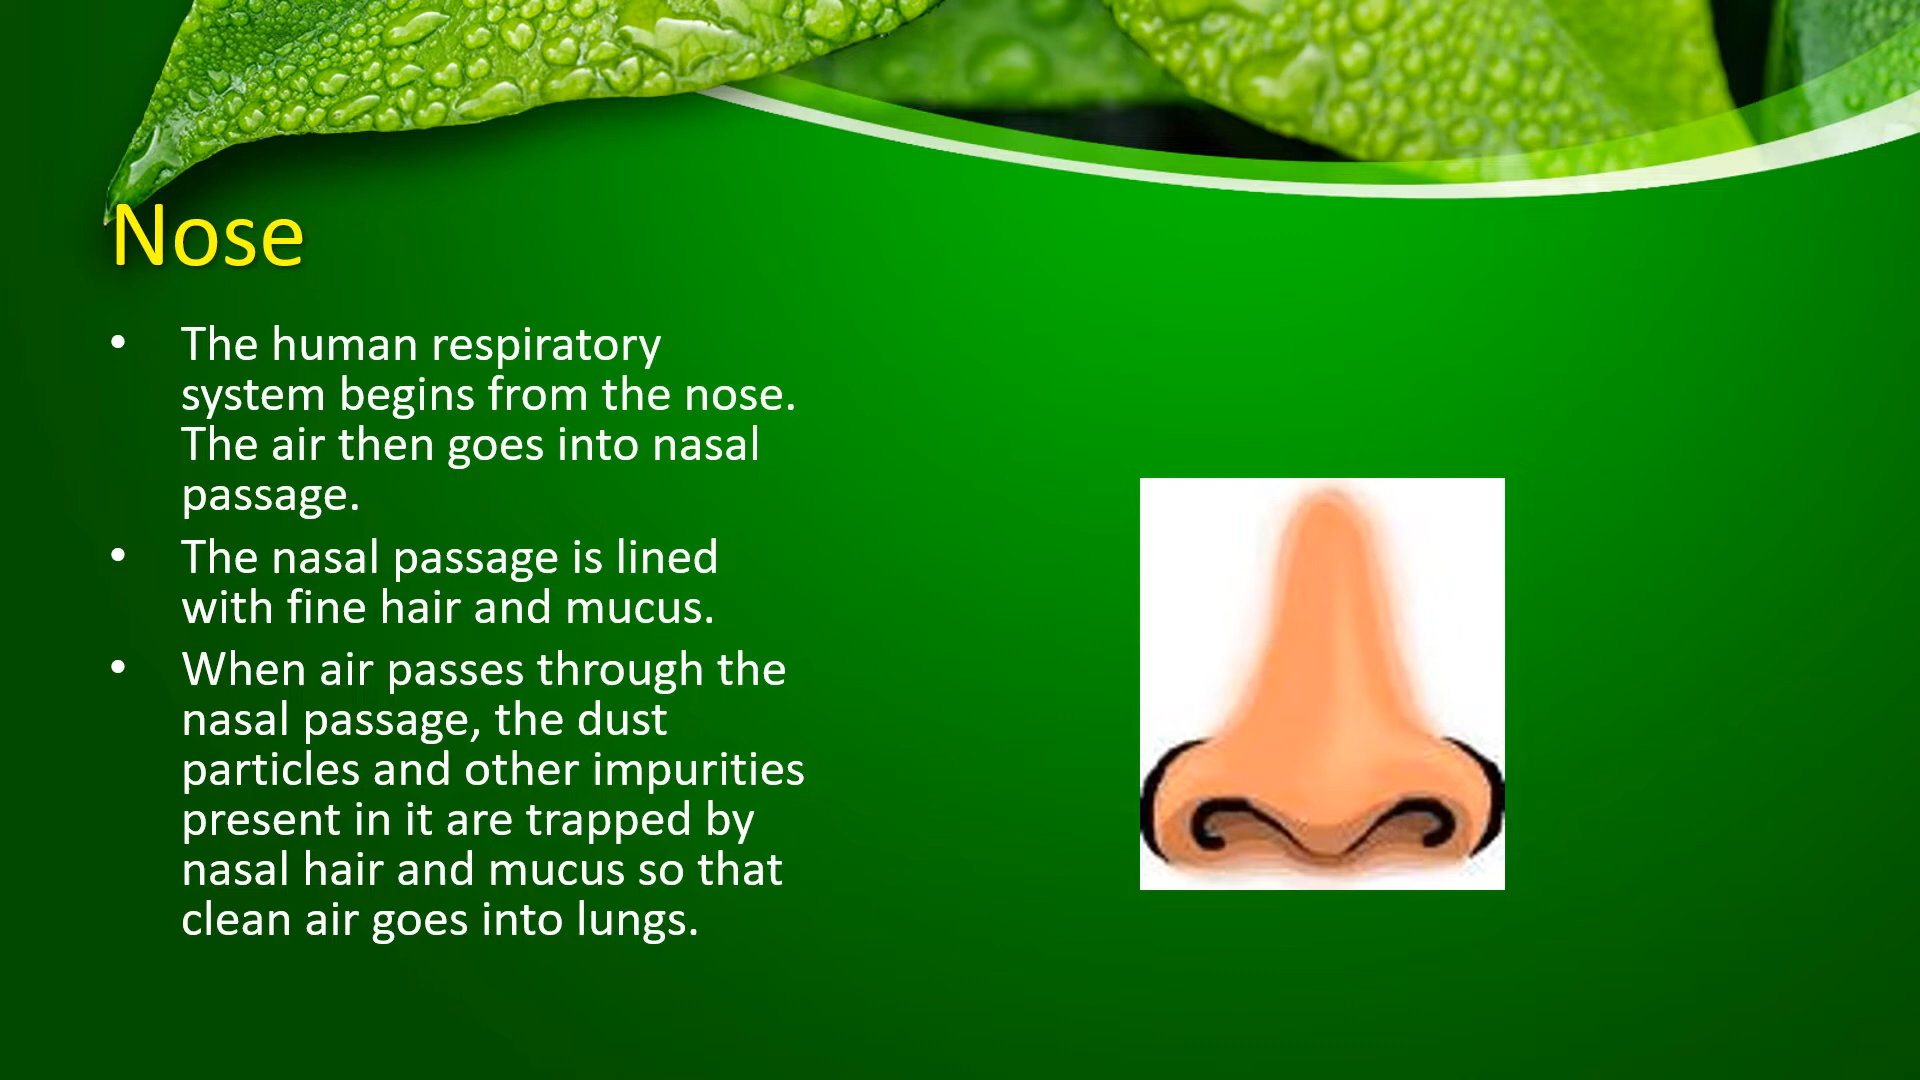 Nose
• The human respiratory
system begins from the nose.
The air then goes into nasal
passage.
• The nasal passage is lined
with fine hair and mucus.
• When air passes through the
nasal passage, the dust
particles and other impurities
present in it are trapped by
nasal hair and mucus so that
clean air goes into lungs.